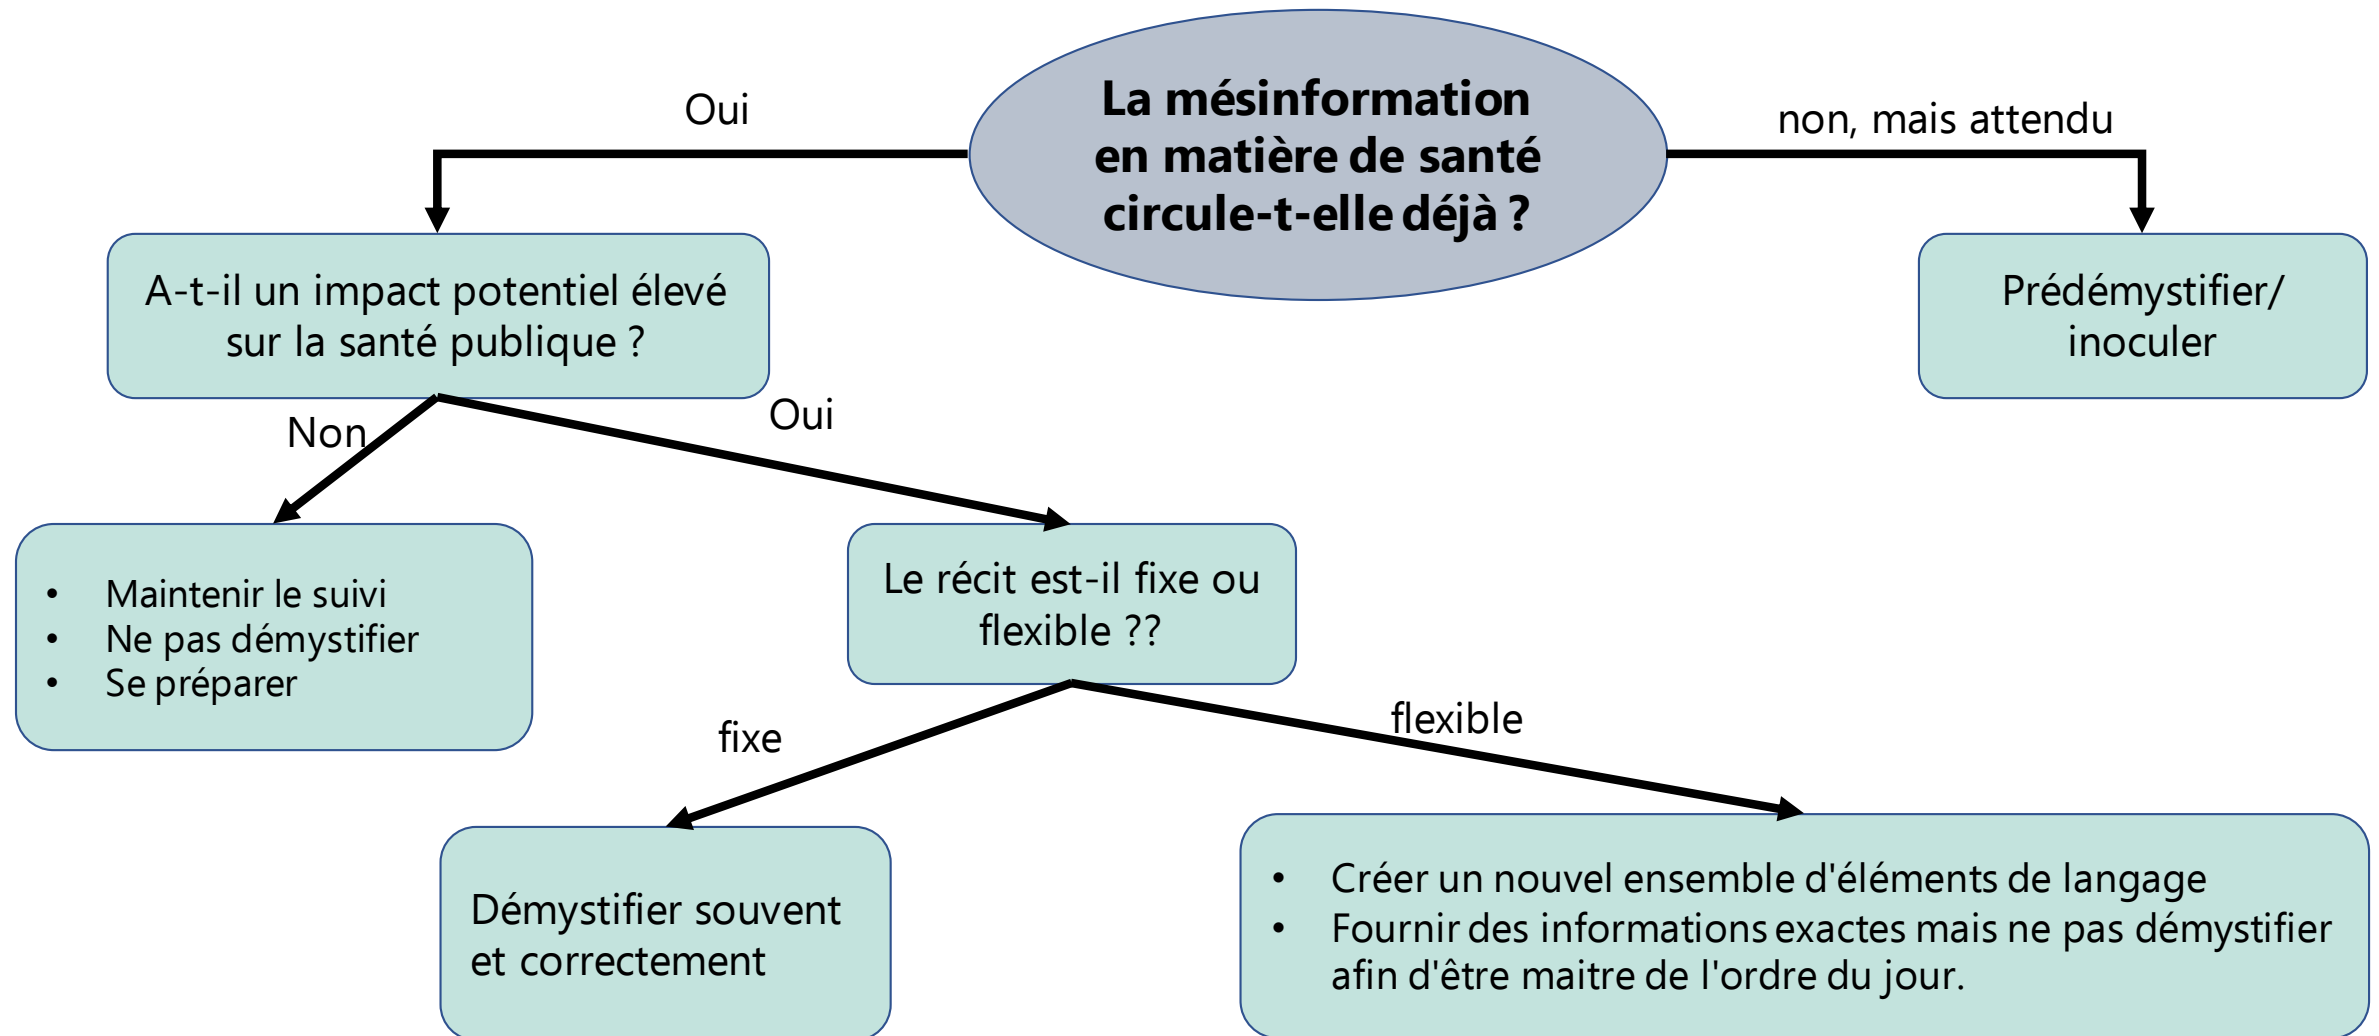 La mésinformation
en matière de santé
circule-t-elle déjà ?
Oui
non, mais attendu
A-t-il un impact potentiel élevé
sur la santé publique ?
Prédémystifier/
inoculer
Non
Oui
• Maintenir le suivi
• Ne pas démystifier
• Se préparer
Le récit est-il fixe ou
flexible ??
fixe
flexible
Démystifier souvent
et correctement
• Créer un nouvel ensemble d'éléments de langage
• Fournir des informations exactes mais ne pas démystifier
afin d'être maitre de l'ordre du jour.